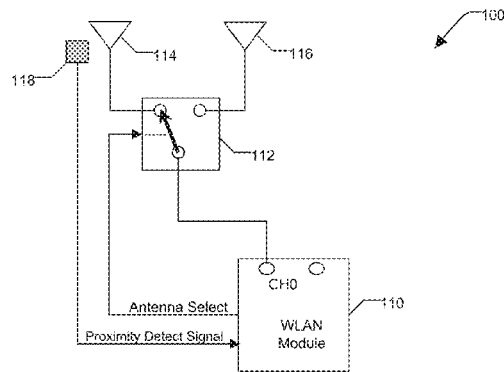 100
114
116
118
112
CH0
110
Antenna Select
WLAN
Module
Proximity Detect Signal